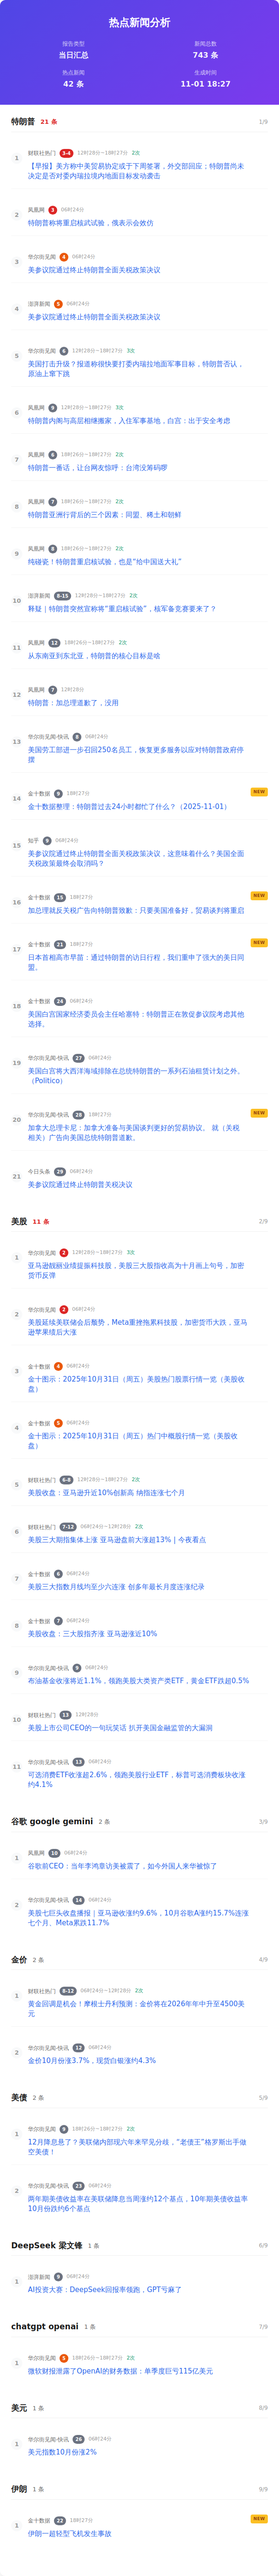 热点新闻分析
报告类型
当日汇总
新闻总数
743 条
热点新闻
42 条
生成时间
11-01 18:27
特朗普 21 条 1/9
1
财联社热门 3-4 12时28分~18时27分 2次
【早报】美方称中美贸易协定或于下周签署，外交部回应；特朗普尚
未决定是否对委内瑞拉境内地面目标发动袭击
2
凤凰网 3 06时24分
特朗普称将重启核武试验，俄表示会效仿
3
华尔街见闻 4 06时24分
美参议院通过终止特朗普全面关税政策决议
4
澎湃新闻 5 06时24分
美参议院通过终止特朗普全面关税政策决议
5
华尔街见闻 6 12时28分~18时27分 3次
美国打击升级？报道称很快要打委内瑞拉地面军事目标，特朗普否认，
原油上窜下跳
6
凤凰网 9 12时28分~18时27分 3次
特朗普内阁与高层相继搬家，入住军事基地，白宫：出于安全考虑
7
凤凰网 6 18时26分~18时27分 2次
特朗普一番话，让台网友惊呼：台湾没筹码啰
8
凤凰网 7 18时26分~18时27分 2次
特朗普亚洲行背后的三个因素：同盟、稀土和朝鲜
9
凤凰网 8 18时26分~18时27分 2次
纯碰瓷！特朗普重启核试验，也是“给中国送大礼”
10
澎湃新闻 8-15 12时28分~18时27分 2次
释疑｜特朗普突然宣称将“重启核试验”，核军备竞赛要来了？
11
凤凰网 12 18时26分~18时27分 2次
从东南亚到东北亚，特朗普的核心目标是啥
12
凤凰网 7 12时28分
特朗普：加总理道歉了，没用
13
华尔街见闻-快讯 8 06时24分
美国劳工部进一步召回250名员工，恢复更多服务以应对特朗普政府停
摆
14
金十数据 9 18时27分 NEW
金十数据整理：特朗普过去24小时都忙了什么？（2025-11-01）
15
知乎 9 06时24分
美参议院通过终止特朗普全面关税政策决议，这意味着什么？美国全面
关税政策最终会取消吗？
16
金十数据 15 18时27分 NEW
加总理就反关税广告向特朗普致歉：只要美国准备好，贸易谈判将重启
17
金十数据 21 18时27分 NEW
日本首相高市早苗：通过特朗普的访日行程，我们重申了强大的美日同
盟。
18
金十数据 24 06时24分
美国白宫国家经济委员会主任哈塞特：特朗普正在敦促参议院考虑其他
选择。
19
华尔街见闻-快讯 27 06时24分
美国白宫将大西洋海域排除在总统特朗普的一系列石油租赁计划之外。
（Politico）
20
华尔街见闻-快讯 28 18时27分 NEW
加拿大总理卡尼：加拿大准备与美国谈判更好的贸易协议。 就（关税
相关）广告向美国总统特朗普道歉。
21
今日头条 29 06时24分
美参议院通过终止特朗普关税决议
美股 11 条 2/9
1
华尔街见闻 2 12时28分~18时27分 3次
亚马逊靓丽业绩提振科技股，美股三大股指收高为十月画上句号，加密
货币反弹
2
华尔街见闻 2 06时24分
美股延续美联储会后颓势，Meta重挫拖累科技股，加密货币大跌，亚马
逊苹果绩后大涨
3
金十数据 4 06时24分
金十图示：2025年10月31日（周五）美股热门股票行情一览（美股收
盘）
4
金十数据 5 06时24分
金十图示：2025年10月31日（周五）热门中概股行情一览（美股收
盘）
5
财联社热门 6-8 12时28分~18时27分 2次
美股收盘：亚马逊升近10%创新高 纳指连涨七个月
6
财联社热门 7-12 06时24分~12时28分 2次
美股三大期指集体上涨 亚马逊盘前大涨超13% | 今夜看点
7
金十数据 6 06时24分
美股三大指数月线均至少六连涨 创多年最长月度连涨纪录
8
金十数据 7 06时24分
美股收盘：三大股指齐涨 亚马逊涨近10%
9
华尔街见闻-快讯 9 06时24分
布油基金收涨将近1.1%，领跑美股大类资产类ETF，黄金ETF跌超0.5%
10
财联社热门 13 12时28分
美股上市公司CEO的一句玩笑话 扒开美国金融监管的大漏洞
11
华尔街见闻-快讯 13 06时24分
可选消费ETF收涨超2.6%，领跑美股行业ETF，标普可选消费板块收涨
约4.1%
谷歌 google gemini 2 条 3/9
1
凤凰网 10 06时24分
谷歌前CEO：当年李鸿章访美被震了，如今外国人来华被惊了
2
华尔街见闻-快讯 14 06时24分
美股七巨头收盘播报｜亚马逊收涨约9.6%，10月谷歌A涨约15.7%连涨
七个月、Meta累跌11.7%
金价 2 条 4/9
1
财联社热门 8-12 06时24分~12时28分 2次
黄金回调是机会！摩根士丹利预测：金价将在2026年年中升至4500美
元
2
华尔街见闻-快讯 12 06时24分
金价10月份涨3.7%，现货白银涨约4.3%
美债 2 条 5/9
1
华尔街见闻 9 18时26分~18时27分 2次
12月降息悬了？美联储内部现六年来罕见分歧，“老债王”格罗斯出手做
空美债！
2
华尔街见闻-快讯 23 06时24分
两年期美债收益率在美联储降息当周涨约12个基点，10年期美债收益率
10月份跌约6个基点
DeepSeek 梁文锋 1 条 6/9
1
澎湃新闻 9 06时24分
AI投资大赛：DeepSeek回报率领跑，GPT亏麻了
chatgpt openai 1 条 7/9
1
华尔街见闻 5 18时26分~18时27分 2次
微软财报泄露了OpenAI的财务数据：单季度巨亏115亿美元
美元 1 条 8/9
1
华尔街见闻-快讯 26 06时24分
美元指数10月份涨2%
伊朗 1 条 9/9
1
金十数据 22 18时27分 NEW
伊朗一超轻型飞机发生事故